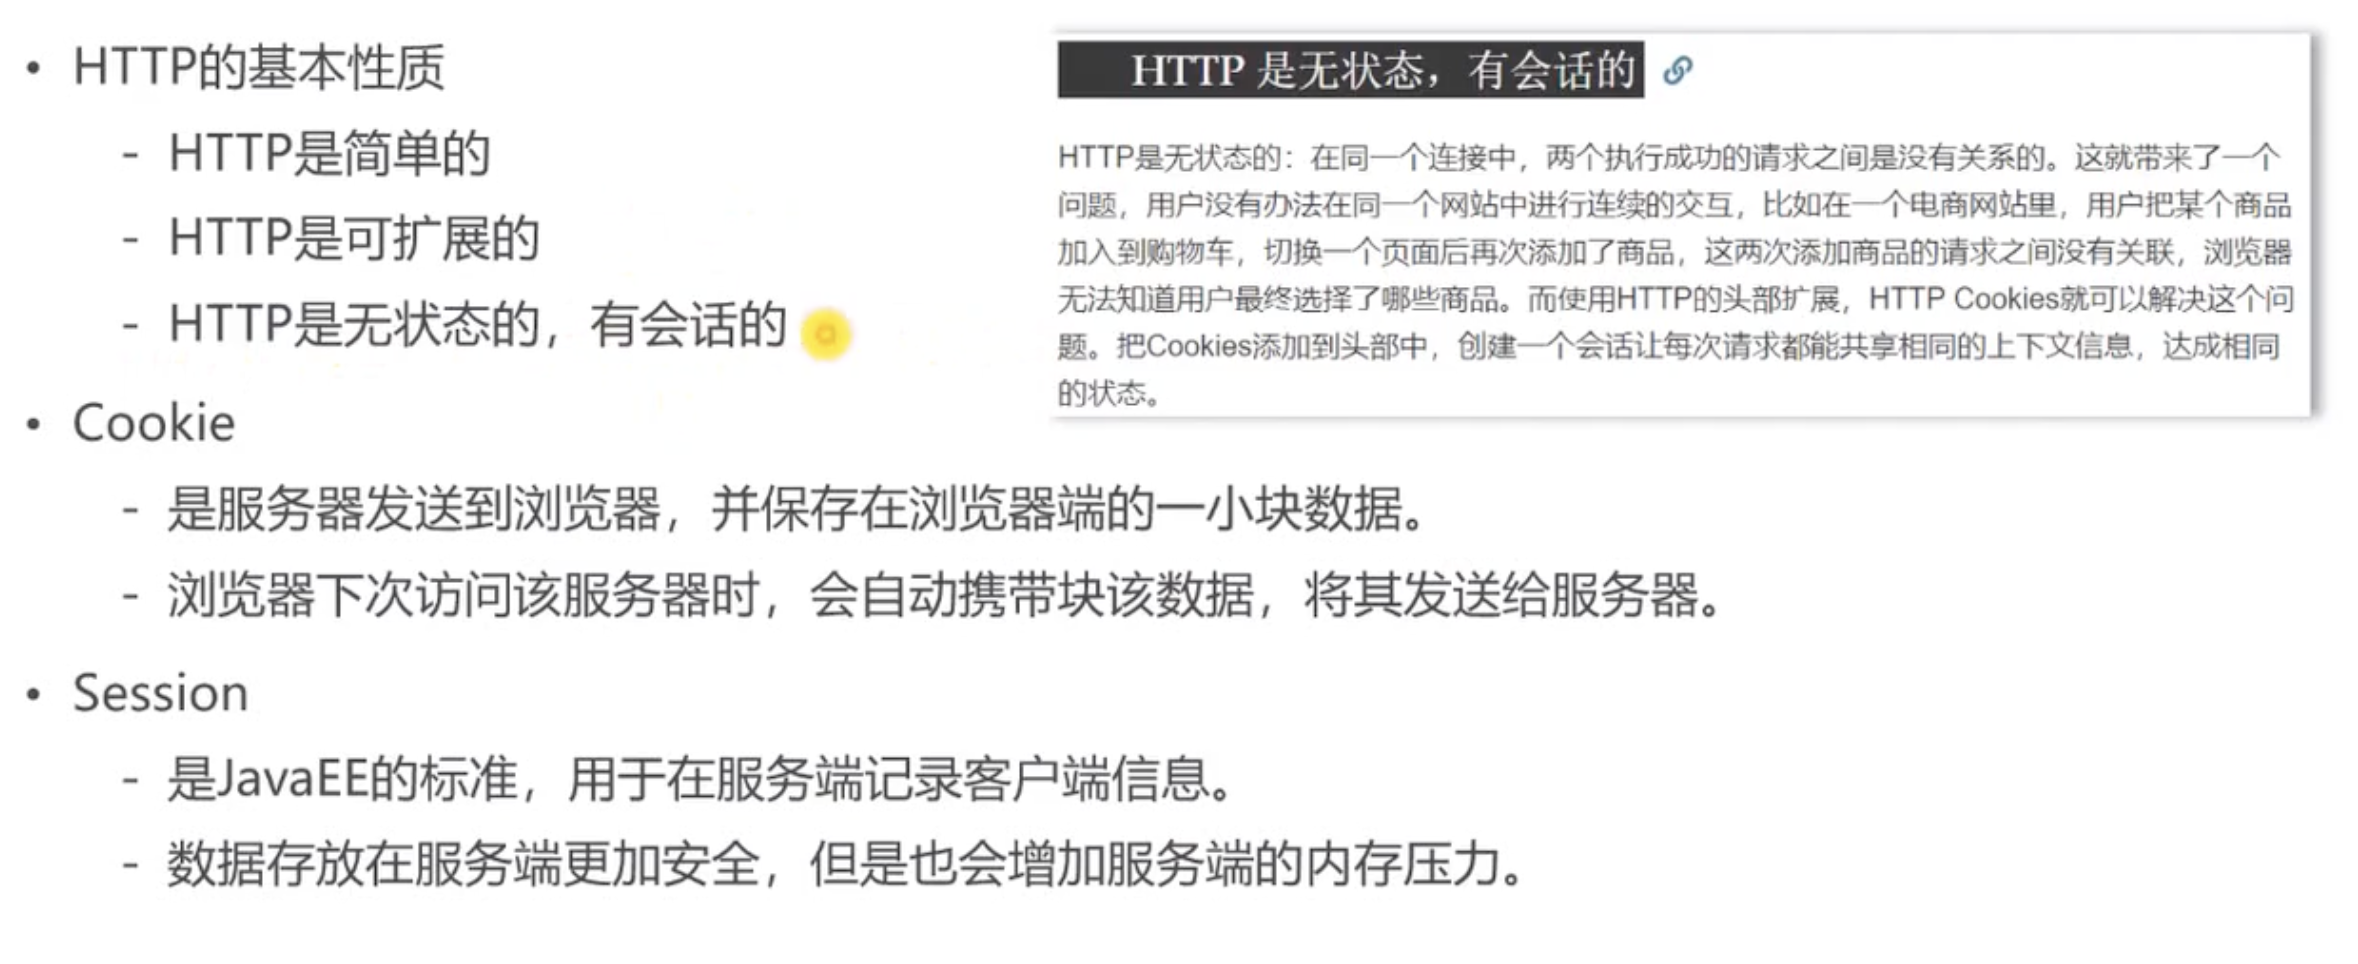 • HTTP的基本性质
- HTTP是简单的
- HTTP是可扩展的
- HTTP是无状态的，有会话的
HTTP 是无状态，有会话的
HTTP是无状态的：在同一个连接中，两个执行成功的请求之间是没有关系的。这就带来了一个
问题，用户没有办法在同一个网站中进行连续的交互，比如在一个电商网站里，用户把某个商品
加入到购物车，切换一个页面后再次添加了商品，这两次添加商品的请求之间没有关联，浏览器
无法知道用户最终选择了哪些商品。而使用HTTP的头部扩展，HTTP Cookies就可以解决这个问
题。把Cookies添加到头部中，创建一个会话让每次请求都能共享相同的上下文信息，达成相同
的状态。
• Cookie
- 是服务器发送到浏览器，并保存在浏览器端的一小块数据。
- 浏览器下次访问该服务器时，会自动携带块该数据，将其发送给服务器。
• Session
- 是JavaEE的标准，用于在服务端记录客户端信息。
- 数据存放在服务端更加安全，但是也会增加服务端的内存压力。